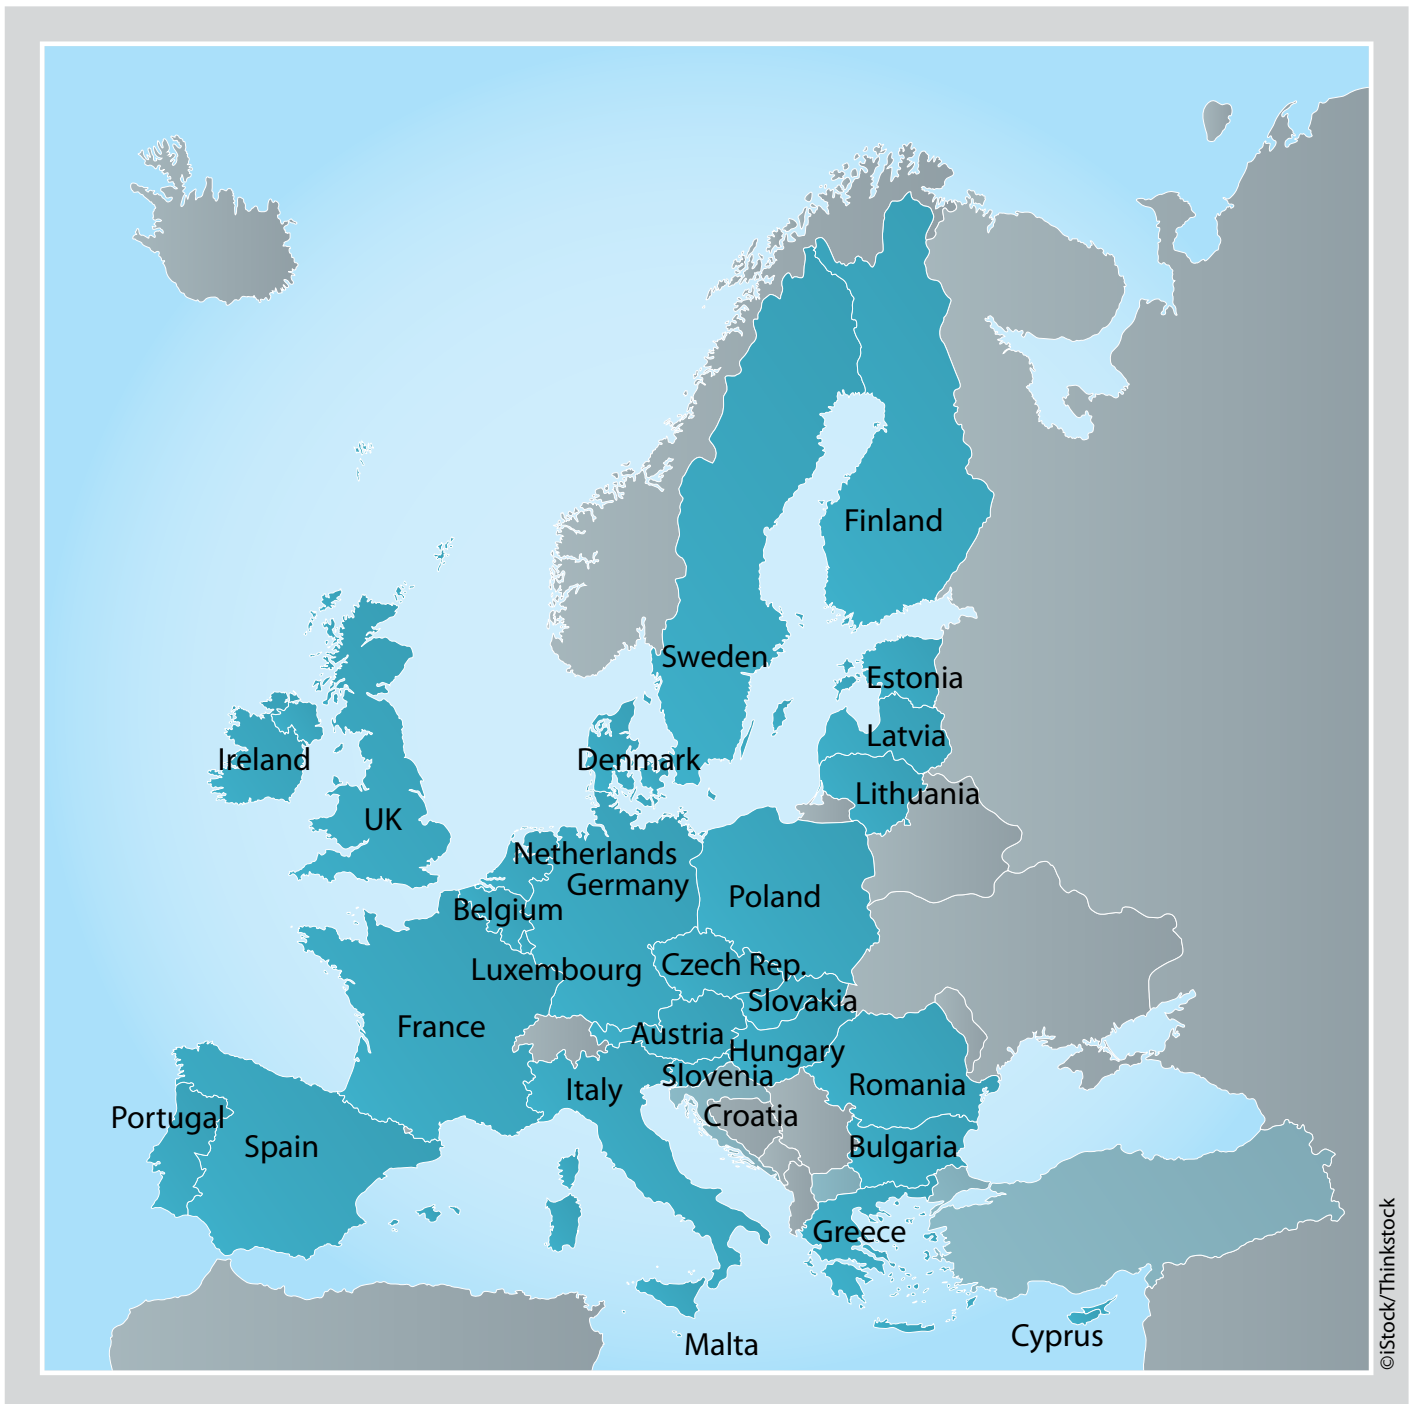 Finland
Sweden
Estonia
Latvia
Denmark
Ireland
Lithuania
UK
Netherlands
Germany
Poland
Belgium
Czech Rep.
Luxembourg
Slovakia
France
Austria
Hungary
Slovenia
Romania
Italy
Croatia
Portugal
Spain
Bulgaria
Greece
Cyprus
Malta
©iStock/Thinkstock